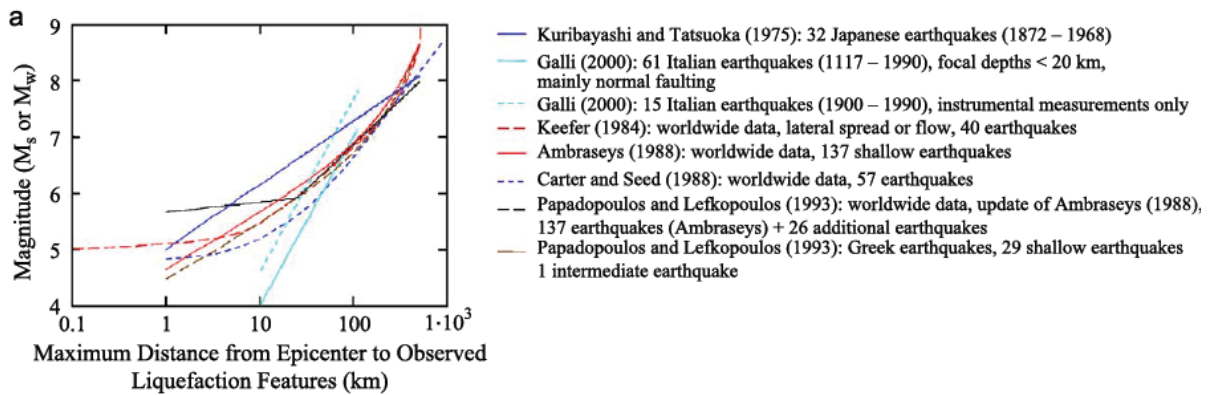 a
9
8
7
6
5
4
Magnitude (Ms or Mw)
0.1 1 10 100 1·10³
Maximum Distance from Epicenter to Observed
Liquefaction Features (km)
Kuribayashi and Tatsuoka (1975): 32 Japanese earthquakes (1872 – 1968)
Galli (2000): 61 Italian earthquakes (1117 – 1990), focal depths < 20 km,
mainly normal faulting
Galli (2000): 15 Italian earthquakes (1900 – 1990), instrumental measurements only
Keefer (1984): worldwide data, lateral spread or flow, 40 earthquakes
Ambraseys (1988): worldwide data, 137 shallow earthquakes
Carter and Seed (1988): worldwide data, 57 earthquakes
Papadopoulos and Lefkopoulos (1993): worldwide data, update of Ambraseys (1988),
137 earthquakes (Ambraseys) + 26 additional earthquakes
Papadopoulos and Lefkopoulos (1993): Greek earthquakes, 29 shallow earthquakes
1 intermediate earthquake